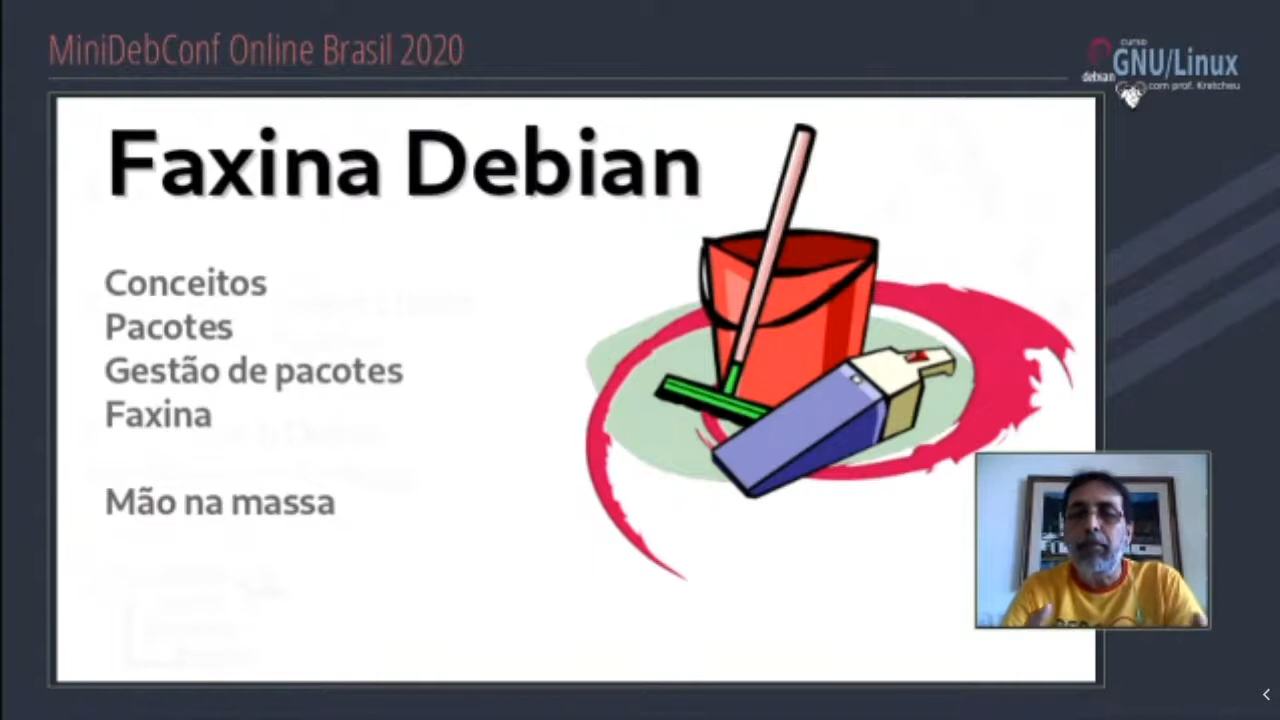 MiniDebConf Online Brasil 2020
curso
GNU/Linux
debian
com prof. Kretcheu
Faxina Debian
Conceitos
Pacotes
Gestão de pacotes
Faxina
Mão na massa